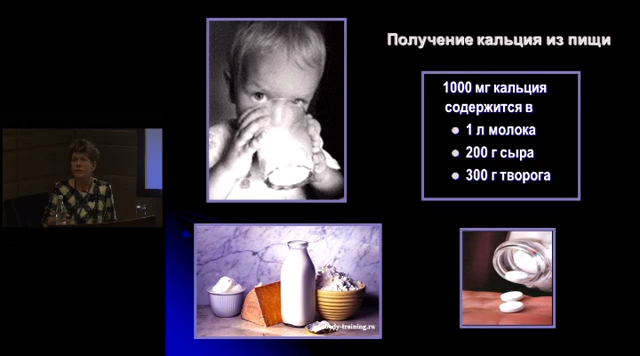 Получение кальция из пищи
1000 мг кальция
содержится в
● 1 л молока
● 200 г сыра
● 300 г творога